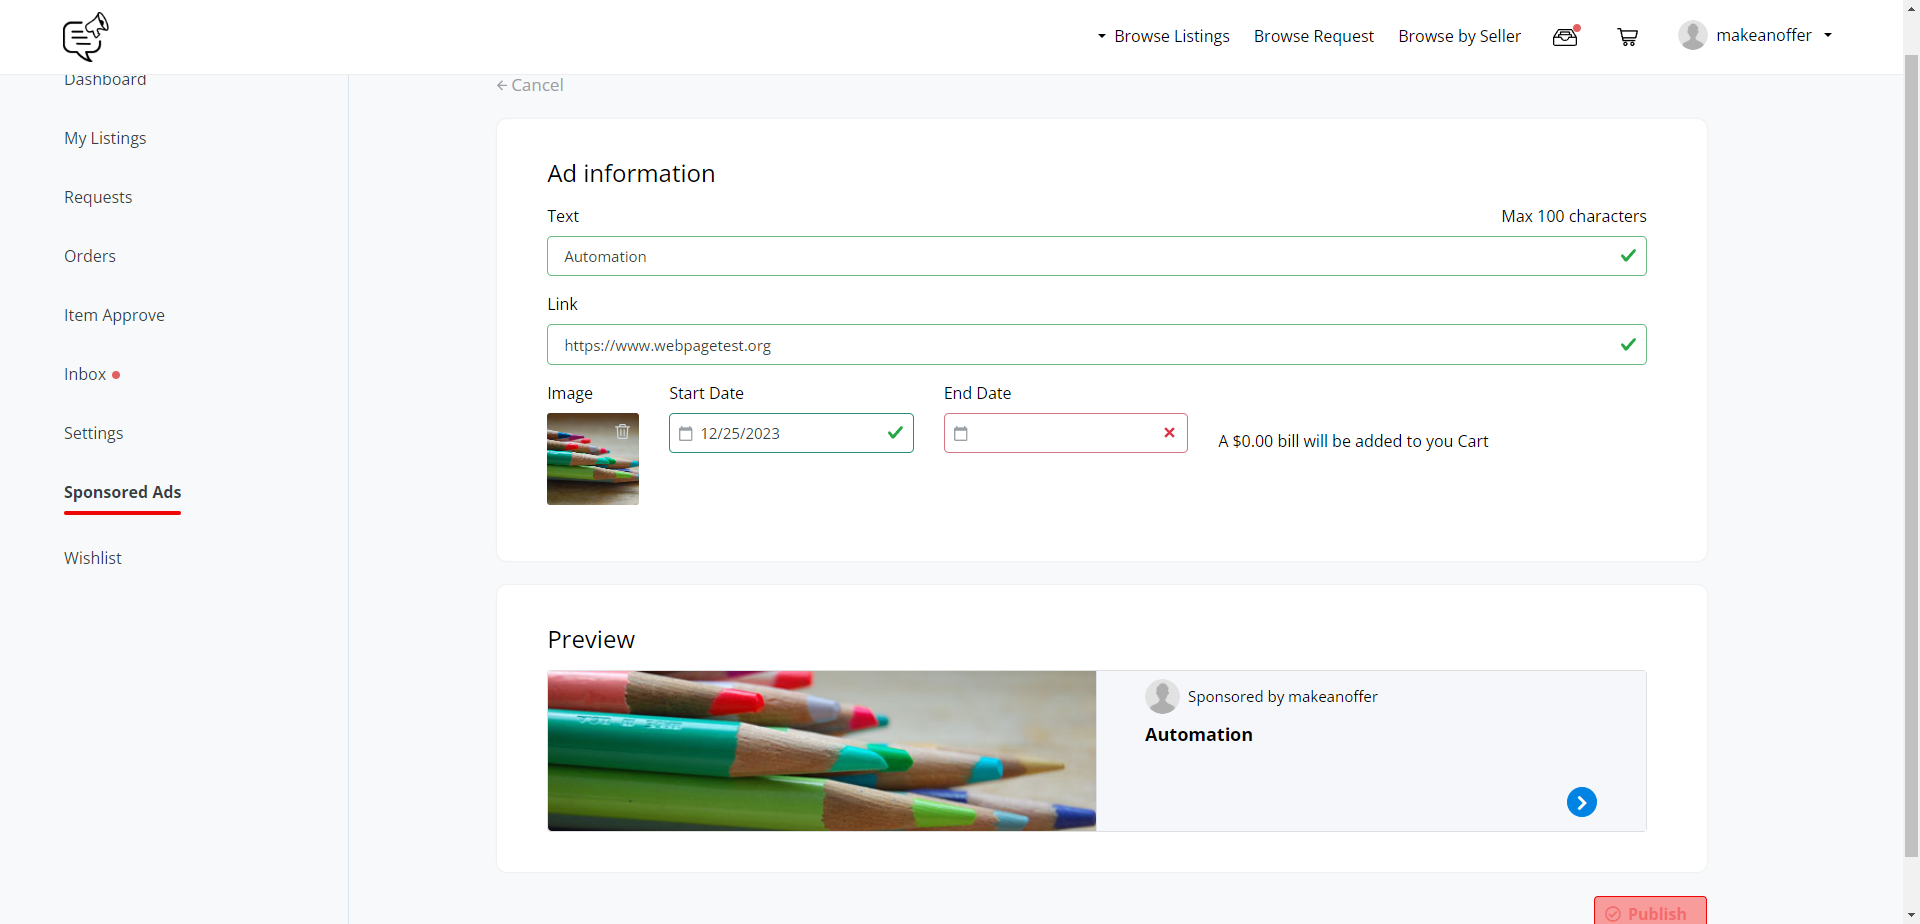 Browse Listings Browse Request Browse by Seller makeanoffer
Dashboard
My Listings
Requests
Orders
Item Approve
Inbox
Settings
Sponsored Ads
Wishlist
Cancel
Ad information
Text Max 100 characters
Automation
Link
https://www.webpagetest.org
Image Start Date End Date
12/25/2023
A $0.00 bill will be added to you Cart
Preview
Sponsored by makeanoffer
Automation
Publish